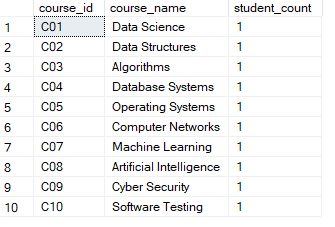 course_id course_name student_count
1 C01 Data Science 1
2 C02 Data Structures 1
3 C03 Algorithms 1
4 C04 Database Systems 1
5 C05 Operating Systems 1
6 C06 Computer Networks 1
7 C07 Machine Learning 1
8 C08 Artificial Intelligence 1
9 C09 Cyber Security 1
10 C10 Software Testing 1